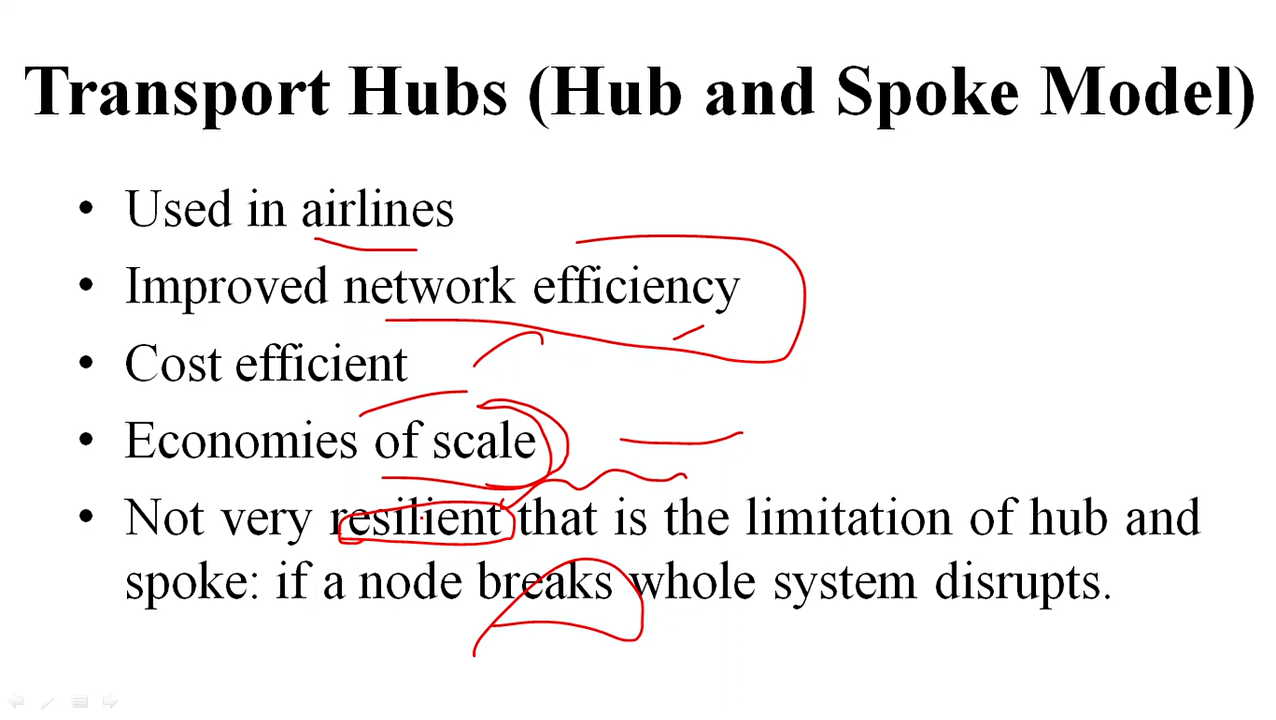 Transport Hubs (Hub and Spoke Model)
• Used in airlines
• Improved network efficiency
• Cost efficient
• Economies of scale
• Not very resilient that is the limitation of hub and
spoke: if a node breaks whole system disrupts.